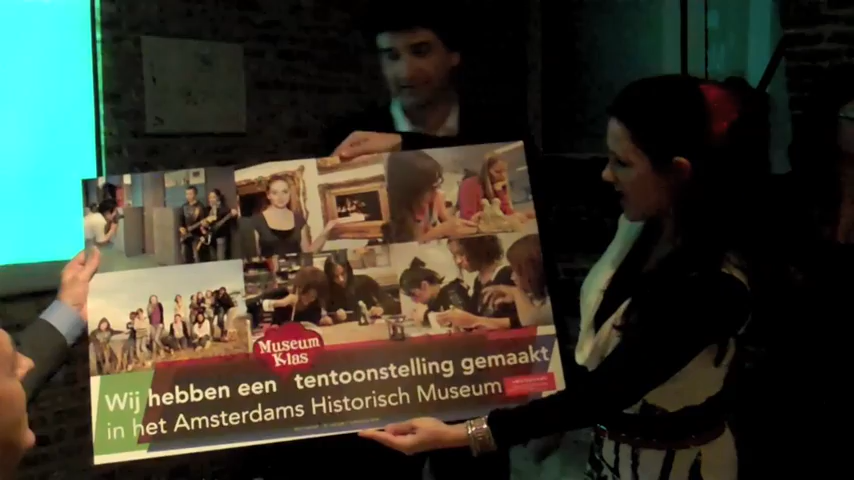 Museum
Klas
Wij hebben een tentoonstelling gemaakt
in het Amsterdams Historisch Museum